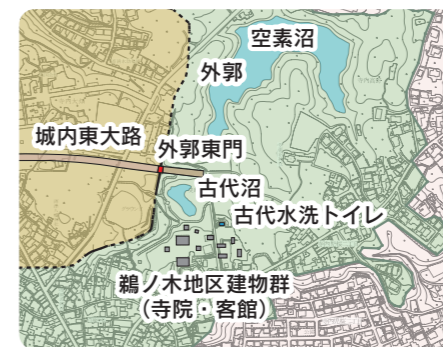 空素沼
外郭
城内東大路
外郭東門
古代沼
古代水洗トイレ
鵜ノ木地区建物群
(寺院・客館)